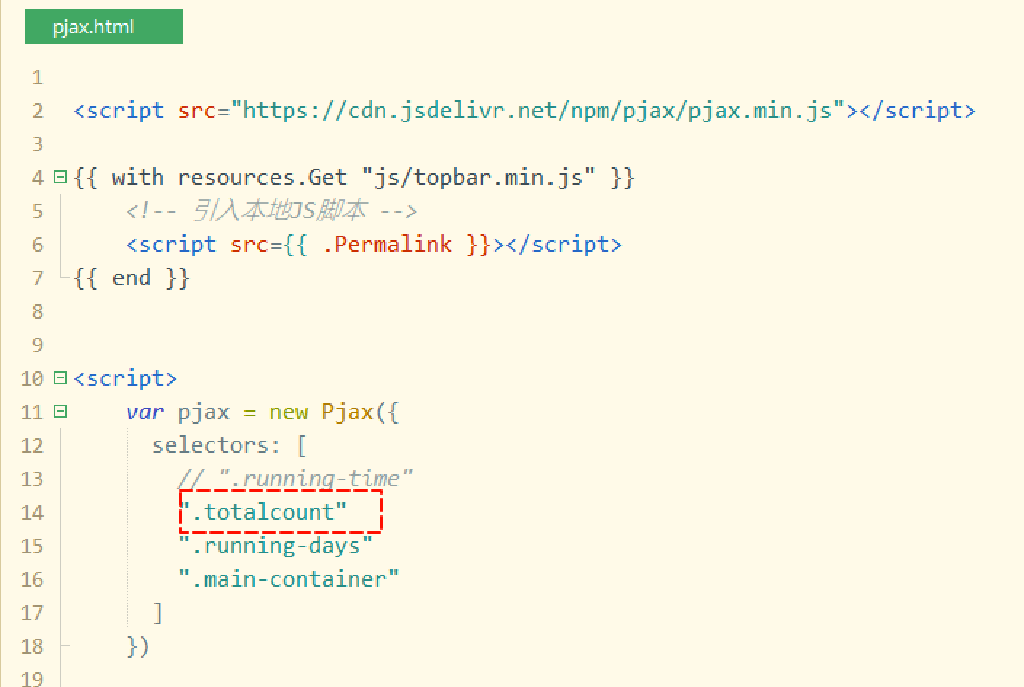 pjax.html
1
2 <script src="https://cdn.jsdelivr.net/npm/pjax/pjax.min.js"></script>
3
4 {{ with resources.Get "js/topbar.min.js" }}
5 <!-- 引入本地JS脚本 -->
6 <script src={{ .Permalink }}></script>
7 {{ end }}
8
9
10 <script>
11 var pjax = new Pjax({
12 selectors: [
13 // ".running-time"
14 ".totalcount"
15 ".running-days"
16 ".main-container"
17 ]
18 })
19